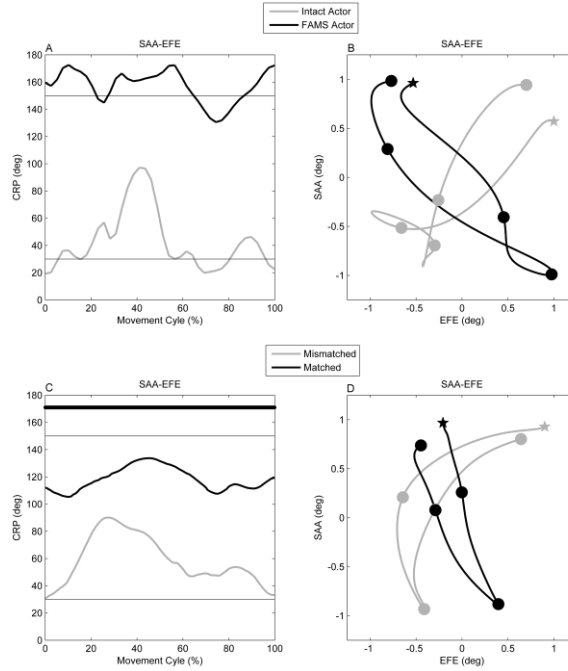 Intact Actor
FAMS Actor
A
SAA-EFE
180
160
140
120
100
80
60
40
20
0
CRP (deg)
0 20 40 60 80 100
Movement Cyle (%)
B
SAA-EFE
1
0.5
0
-0.5
-1
SAA (deg)
-1 -0.5 0 0.5 1
EFE (deg)
Mismatched
Matched
C
SAA-EFE
180
160
140
120
100
80
60
40
20
0
CRP (deg)
0 20 40 60 80 100
Movement Cyle (%)
D
SAA-EFE
1
0.5
0
-0.5
-1
SAA (deg)
-1 -0.5 0 0.5 1
EFE (deg)